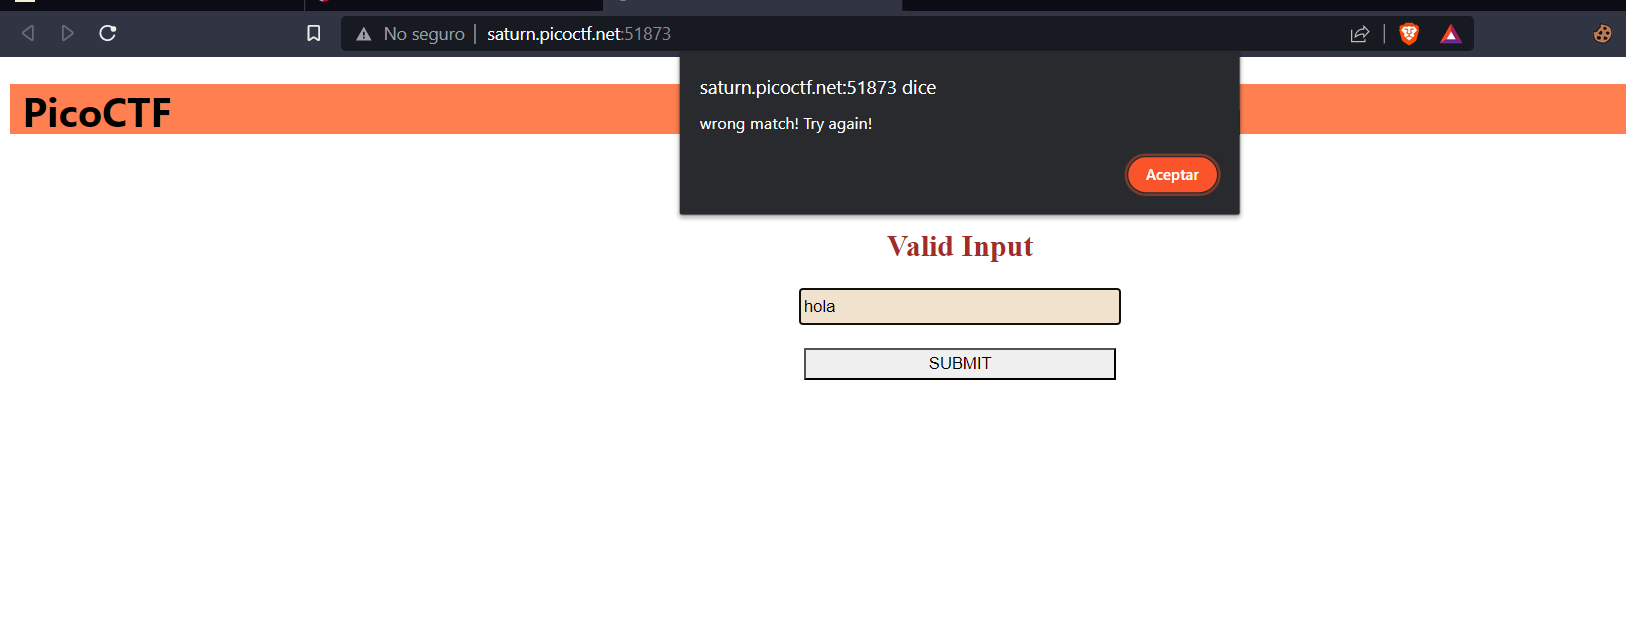 No seguro | saturn.picoctf.net:51873
PicoCTF
saturn.picoctf.net:51873 dice
wrong match! Try again!
Aceptar
Valid Input
hola
SUBMIT